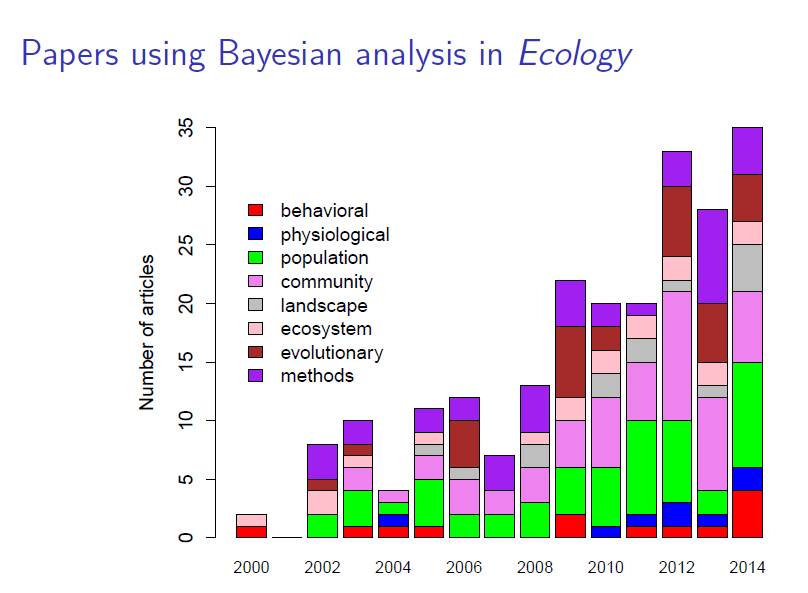 Papers using Bayesian analysis in Ecology
35
30
25
20
15
10
5
0
Number of articles
behavioral
physiological
population
community
landscape
ecosystem
evolutionary
methods
2000 2002 2004 2006 2008 2010 2012 2014